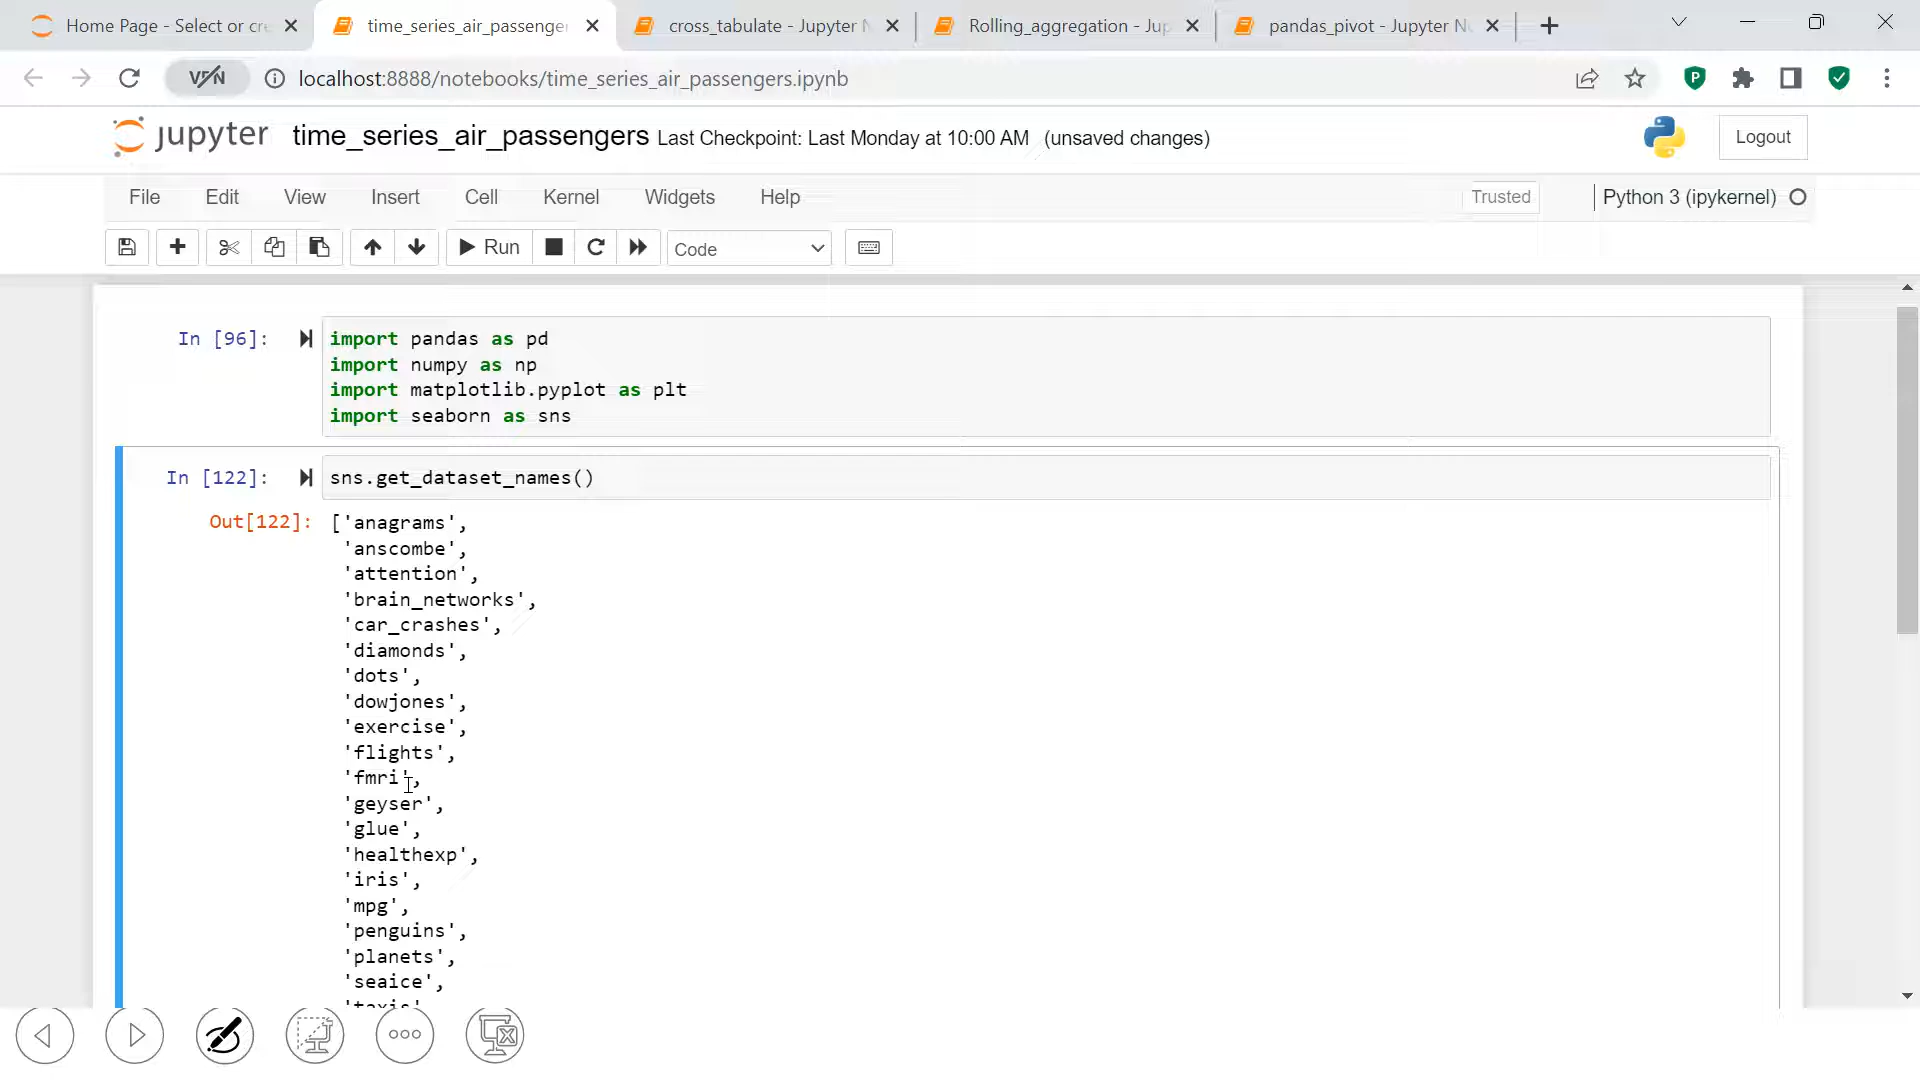 Home Page - Select or cre
time_series_air_passenger
cross_tabulate - Jupyter N
Rolling_aggregation - Jup
pandas_pivot - Jupyter N
VPN
localhost:8888/notebooks/time_series_air_passengers.ipynb
jupyter time_series_air_passengers Last Checkpoint: Last Monday at 10:00 AM (unsaved changes)
Logout
File Edit View Insert Cell Kernel Widgets Help
Trusted
Python 3 (ipykernel)
Run
Code
In [96]:
import pandas as pd
import numpy as np
import matplotlib.pyplot as plt
import seaborn as sns
In [122]:
sns.get_dataset_names()
Out[122]:
['anagrams',
'anscombe',
'attention',
'brain_networks',
'car_crashes',
'diamonds',
'dots',
'dowjones',
'exercise',
'flights',
'fmri',
'geyser',
'glue',
'healthexp',
'iris',
'mpg',
'penguins',
'planets',
'seaice',
'taxis'